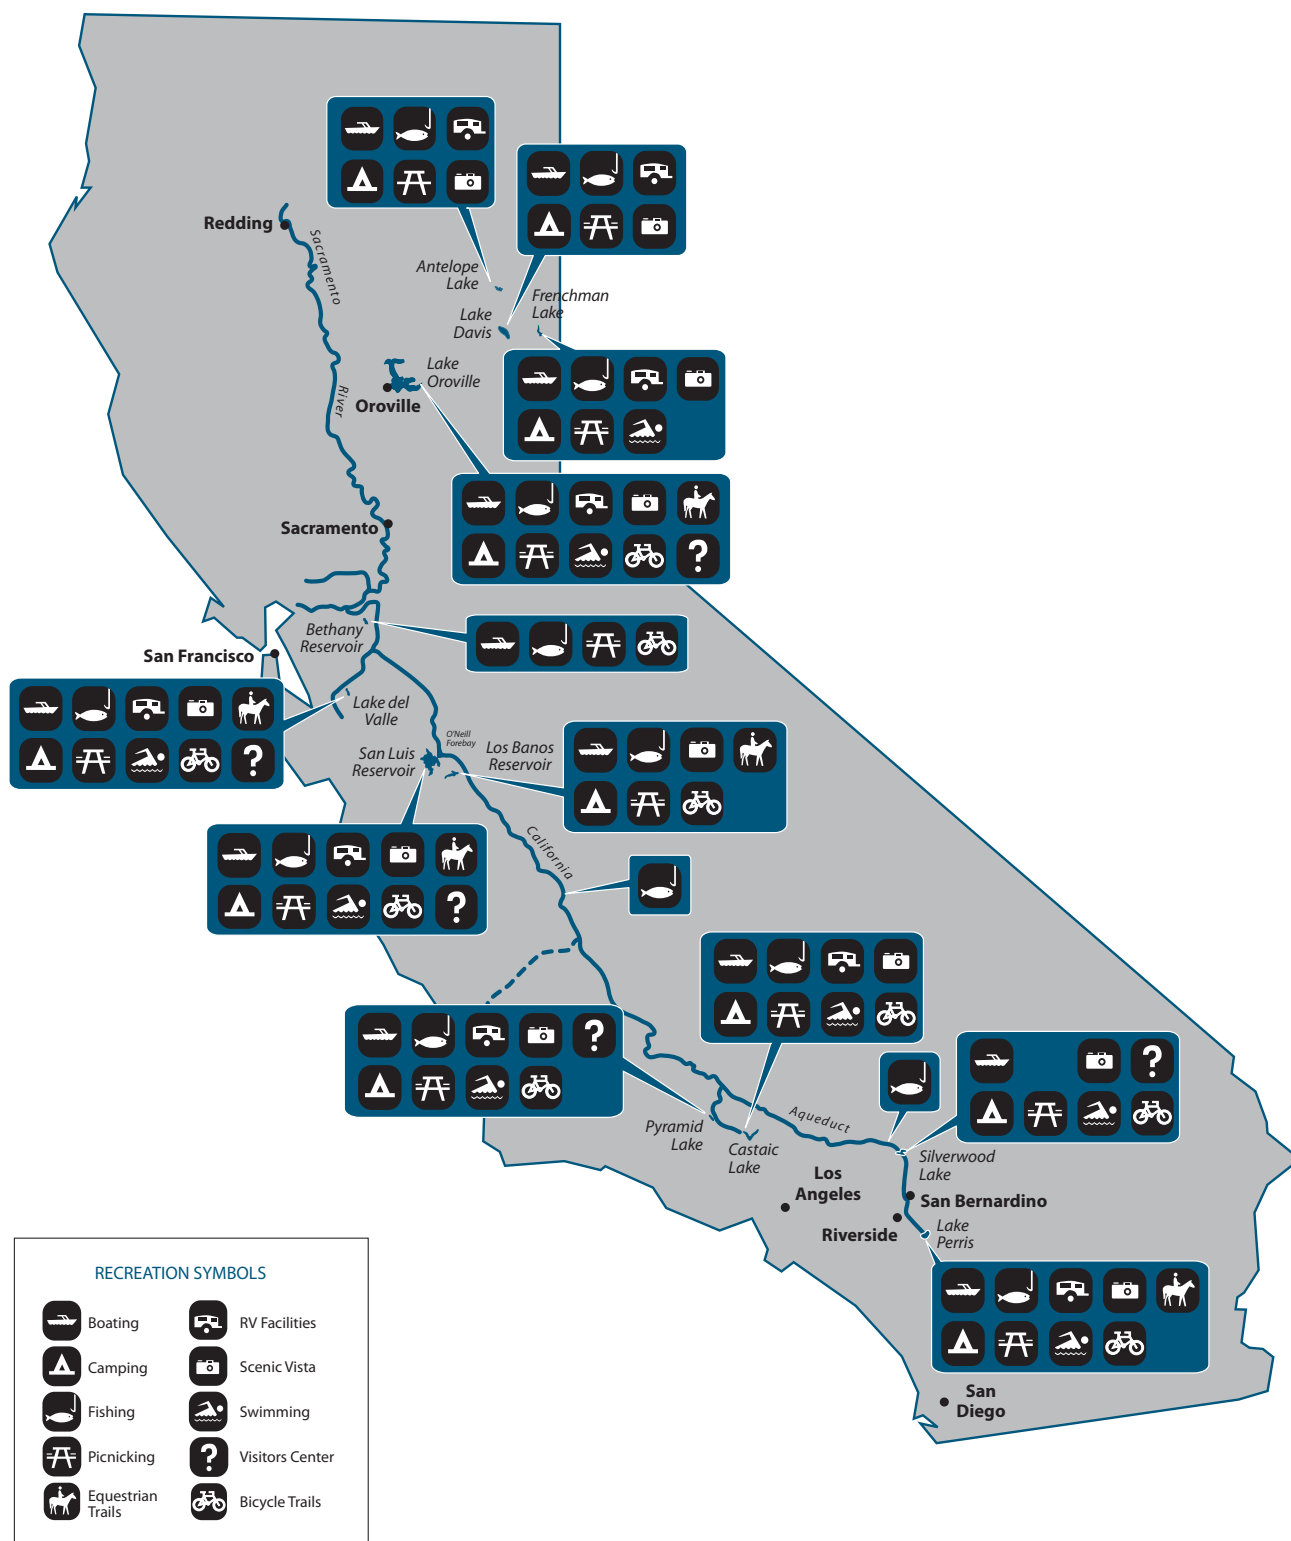 Redding
Sacramento
River
Antelope
Lake
Lake
Davis
Frenchman
Lake
Lake
Oroville
Oroville
Sacramento
Bethany
Reservoir
San Francisco
Lake del
Valle
O'Neill
Forebay
San Luis
Reservoir
Los Banos
Reservoir
California
Aqueduct
Pyramid
Lake
Castaic
Lake
Silverwood
Lake
Los
Angeles
San Bernardino
Riverside
Lake
Perris
San
Diego
RECREATION SYMBOLS
Boating
Camping
Fishing
Picnicking
Equestrian
Trails
RV Facilities
Scenic Vista
Swimming
? Visitors Center
Bicycle Trails